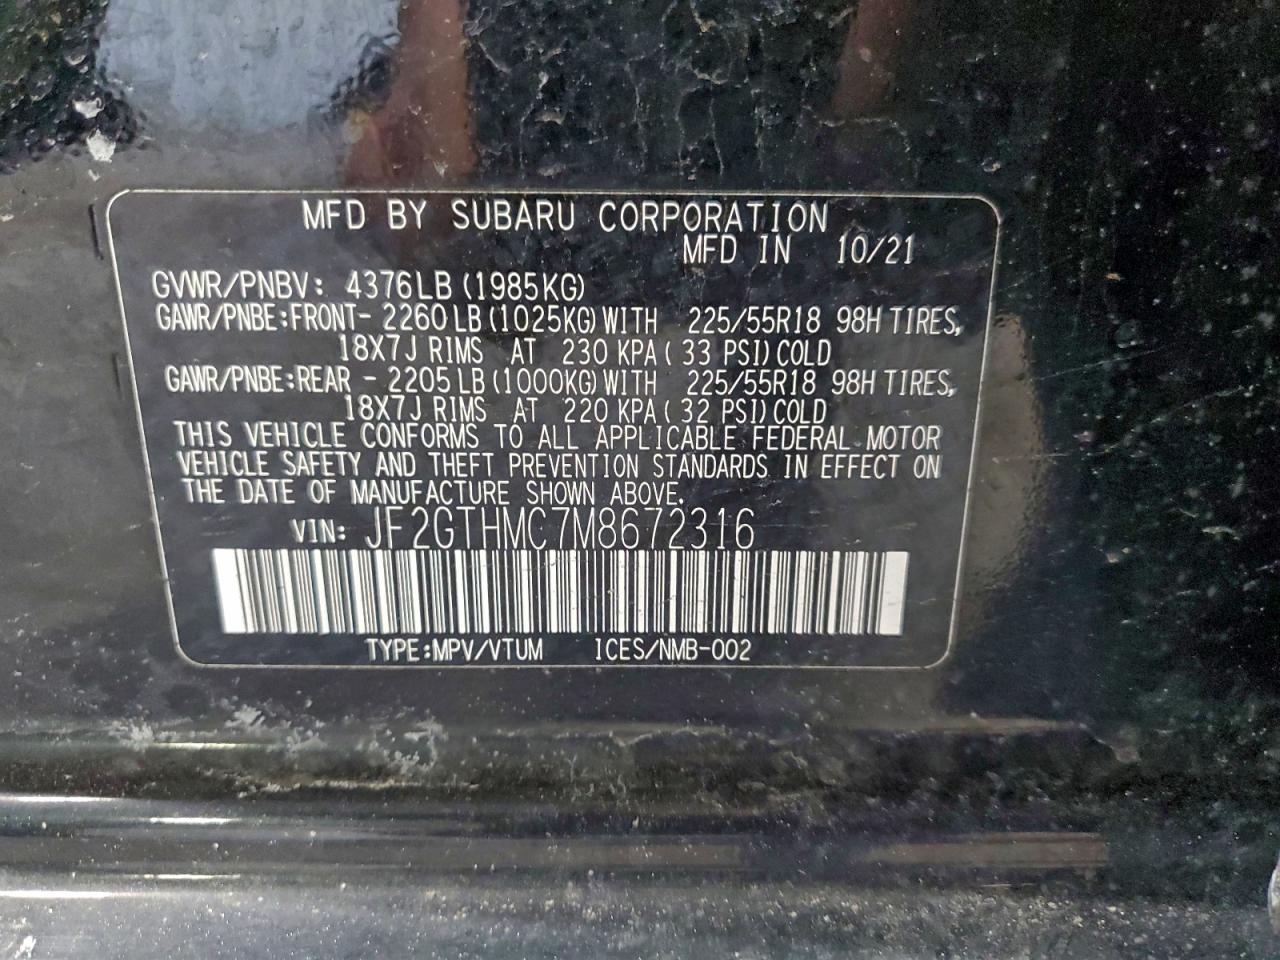 MFD BY SUBARU CORPORATION
MFD IN 10/21
GVWR/PNBV: 4376LB (1985KG)
GAWR/PNBE:FRONT- 2260 LB (1025KG) WITH 225/55R18 98H TIRES,
18X7J RIMS AT 230 KPA ( 33 PSI) COLD
GAWR/PNBE:REAR - 2205 LB (1000KG) WITH 225/55R18 98H TIRES,
18X7J RIMS AT 220 KPA ( 32 PSI) COLD
THIS VEHICLE CONFORMS TO ALL APPLICABLE FEDERAL MOTOR
VEHICLE SAFETY AND THEFT PREVENTION STANDARDS IN EFFECT ON
THE DATE OF MANUFACTURE SHOWN ABOVE.
VIN: JF2GTHMC7M8672316
TYPE:MPV/VTUM ICES/NMB-002